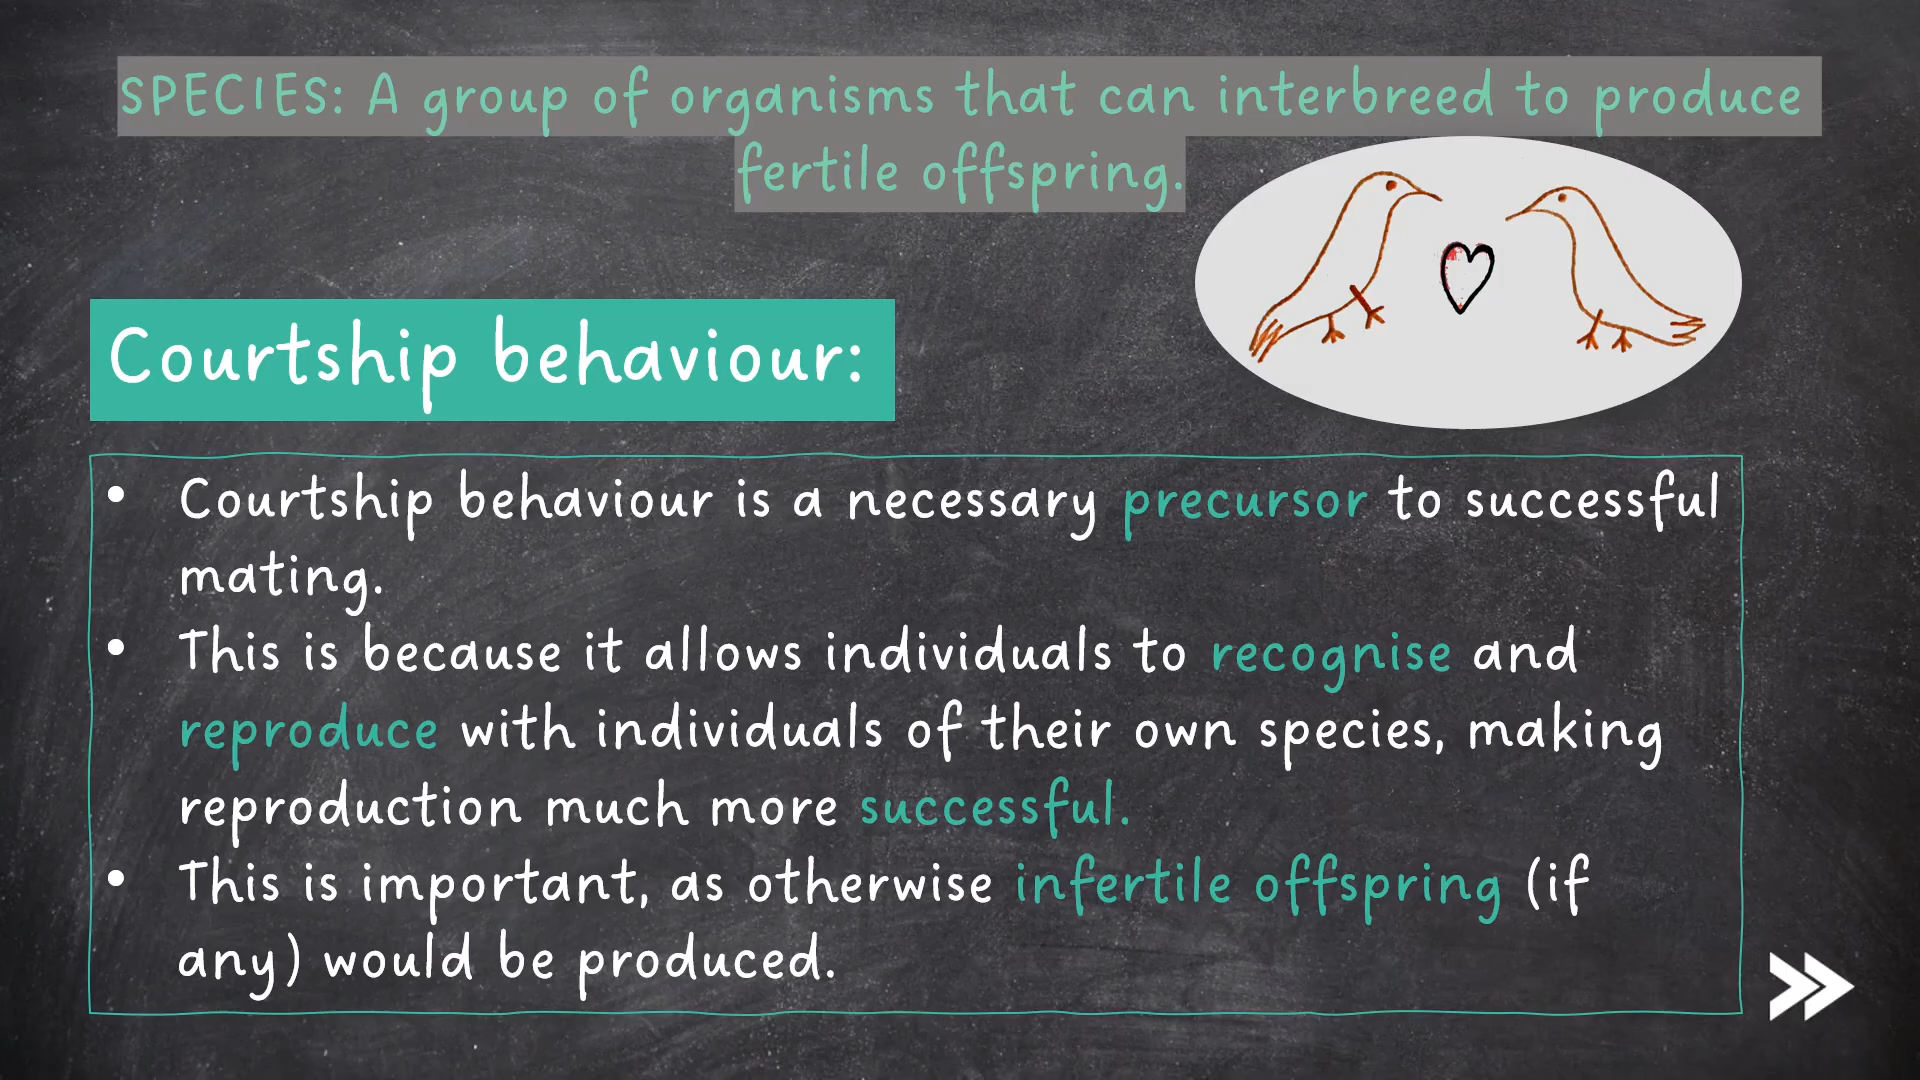 SPECIES: A group of organisms that can interbreed to produce
fertile offspring.
Courtship behaviour:
• Courtship behaviour is a necessary precursor to successful
mating.
• This is because it allows individuals to recognise and
reproduce with individuals of their own species, making
reproduction much more successful.
• This is important, as otherwise infertile offspring (if
any) would be produced.